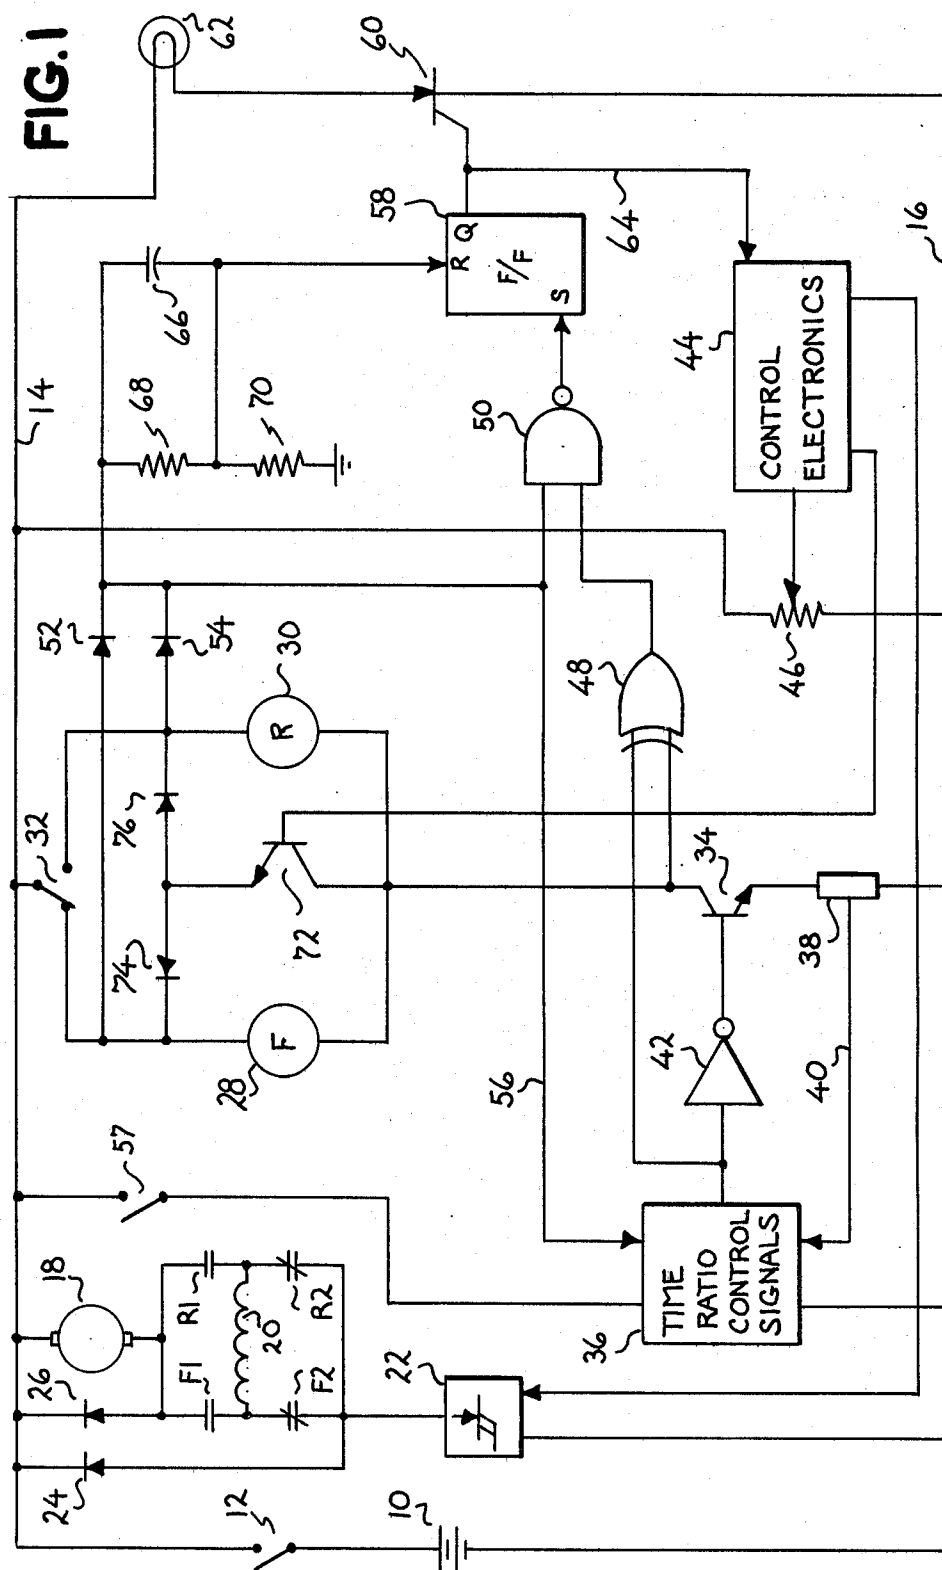 FIG.1
62
60
14
66
68
70
58
R Q
F/F
S
64
16
44
CONTROL
ELECTRONICS
50
52
54
30
R
48
46
32
76
74
72
34
38
28
F
56
42
40
57
18
R1
20
R2
26
F1
F2
24
22
36
TIME
RATIO
CONTROL
SIGNALS
12
10